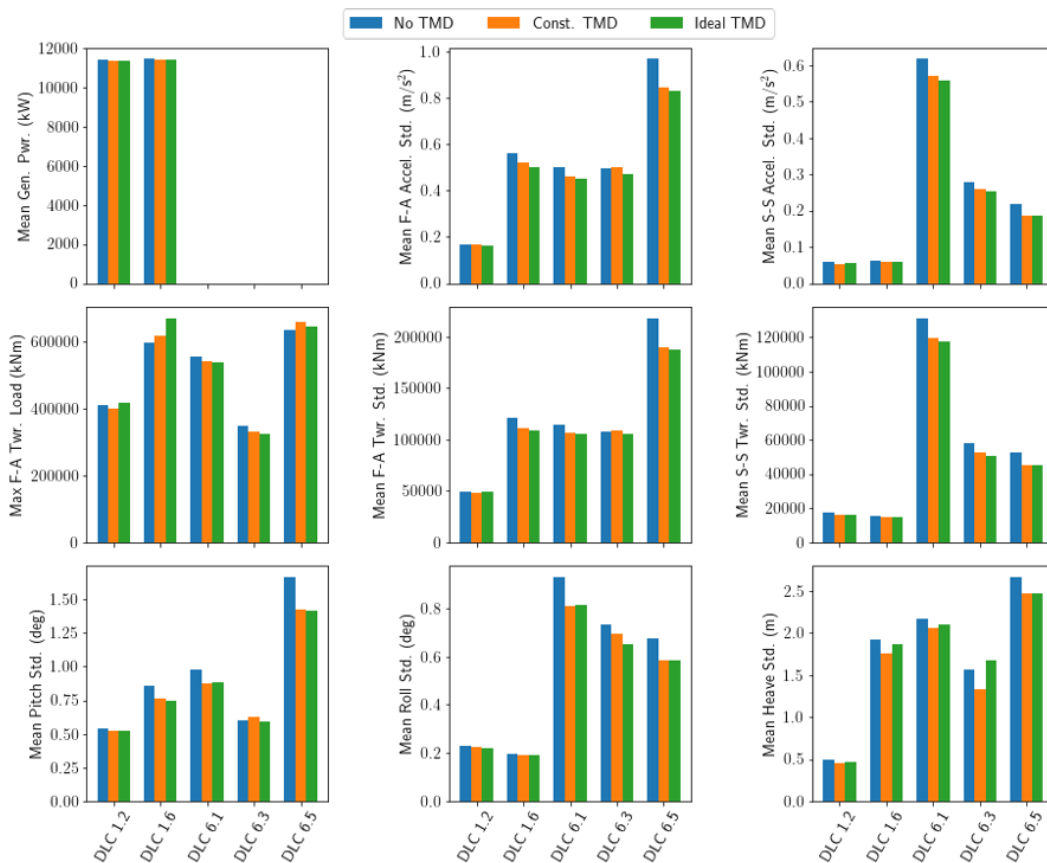 No TMD Const. TMD Ideal TMD
Mean Gen. Pwr. (kW)
12000
10000
8000
6000
4000
2000
0
Mean F-A Accel. Std. (m/s²)
1.0
0.8
0.6
0.4
0.2
0.0
Mean S-S Accel. Std. (m/s²)
0.6
0.5
0.4
0.3
0.2
0.1
0.0
Max F-A Twr. Load (kNm)
600000
400000
200000
0
Mean F-A Twr. Std. (kNm)
200000
150000
100000
50000
0
Mean S-S Twr. Std. (kNm)
120000
100000
80000
60000
40000
20000
0
Mean Pitch Std. (deg)
1.50
1.25
1.00
0.75
0.50
0.25
0.00
DLC 1.2
DLC 1.6
DLC 6.1
DLC 6.3
DLC 6.5
Mean Roll Std. (deg)
0.8
0.6
0.4
0.2
0.0
DLC 1.2
DLC 1.6
DLC 6.1
DLC 6.3
DLC 6.5
Mean Heave Std. (m)
2.5
2.0
1.5
1.0
0.5
0.0
DLC 1.2
DLC 1.6
DLC 6.1
DLC 6.3
DLC 6.5